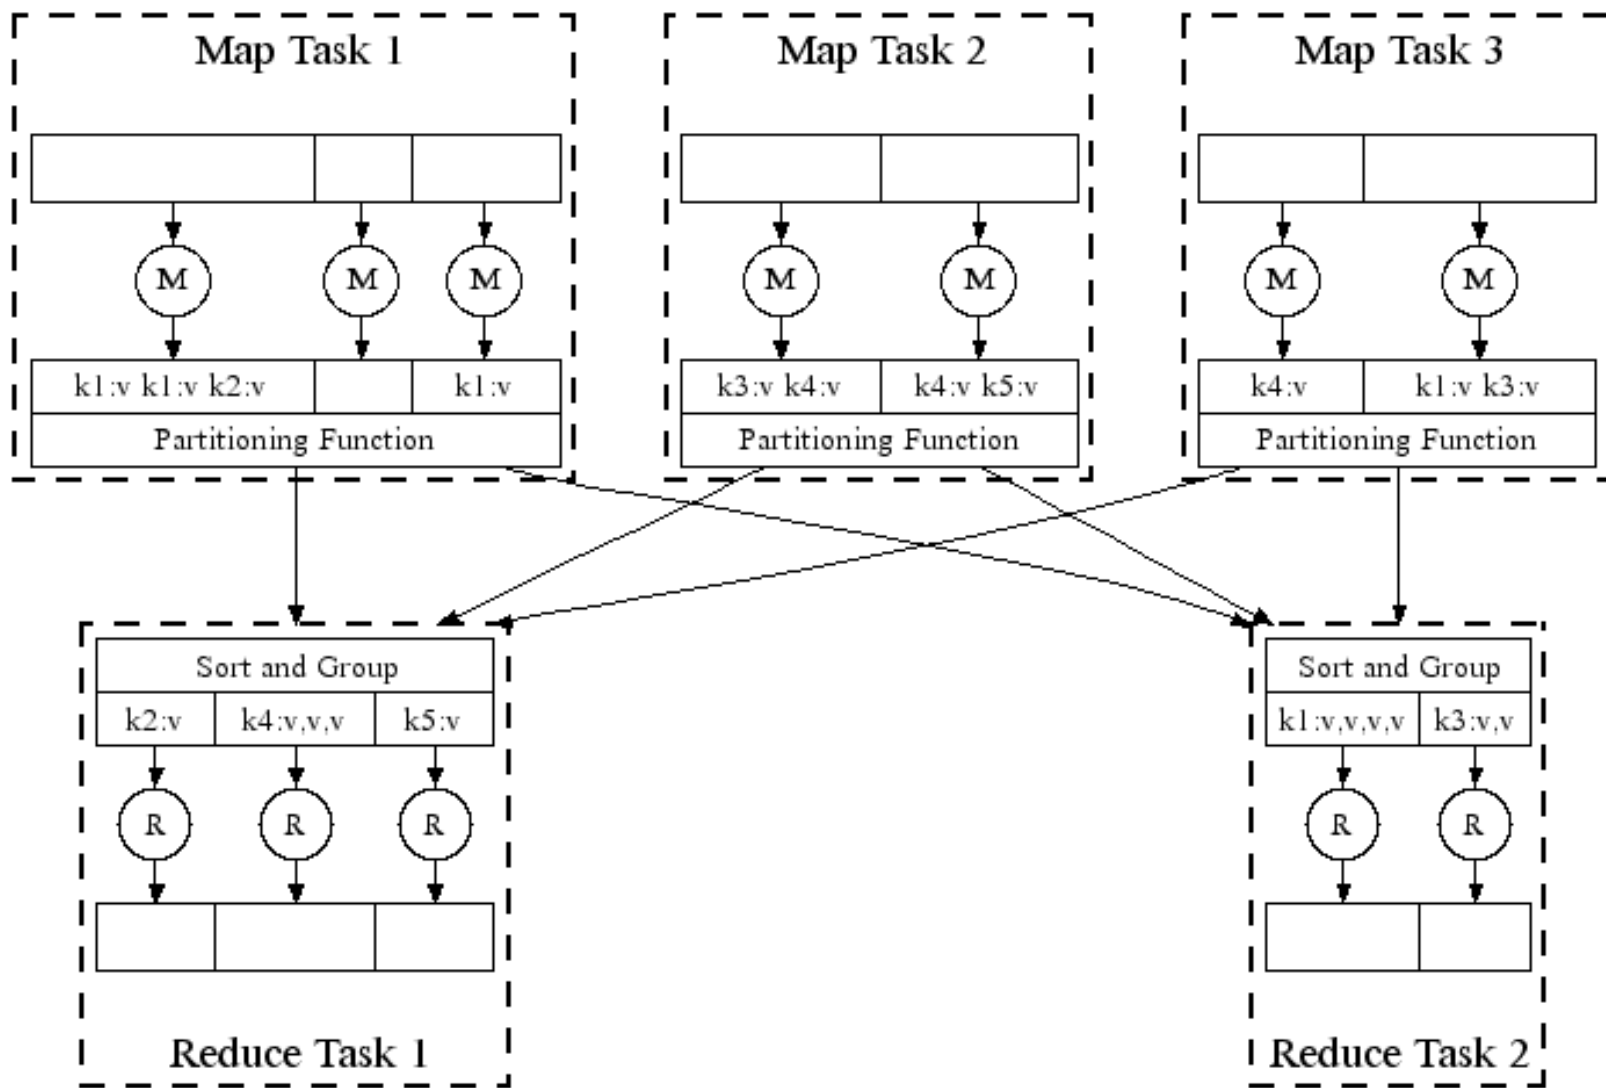 Map Task 1
Map Task 2
Map Task 3
M
M
M
M
M
M
M
k1:v k1:v k2:v
k1:v
k3:v k4:v
k4:v k5:v
k4:v
k1:v k3:v
Partitioning Function
Partitioning Function
Partitioning Function
Sort and Group
Sort and Group
k2:v
k4:v,v,v
k5:v
k1:v,v,v,v
k3:v,v
R
R
R
R
R
Reduce Task 1
Reduce Task 2